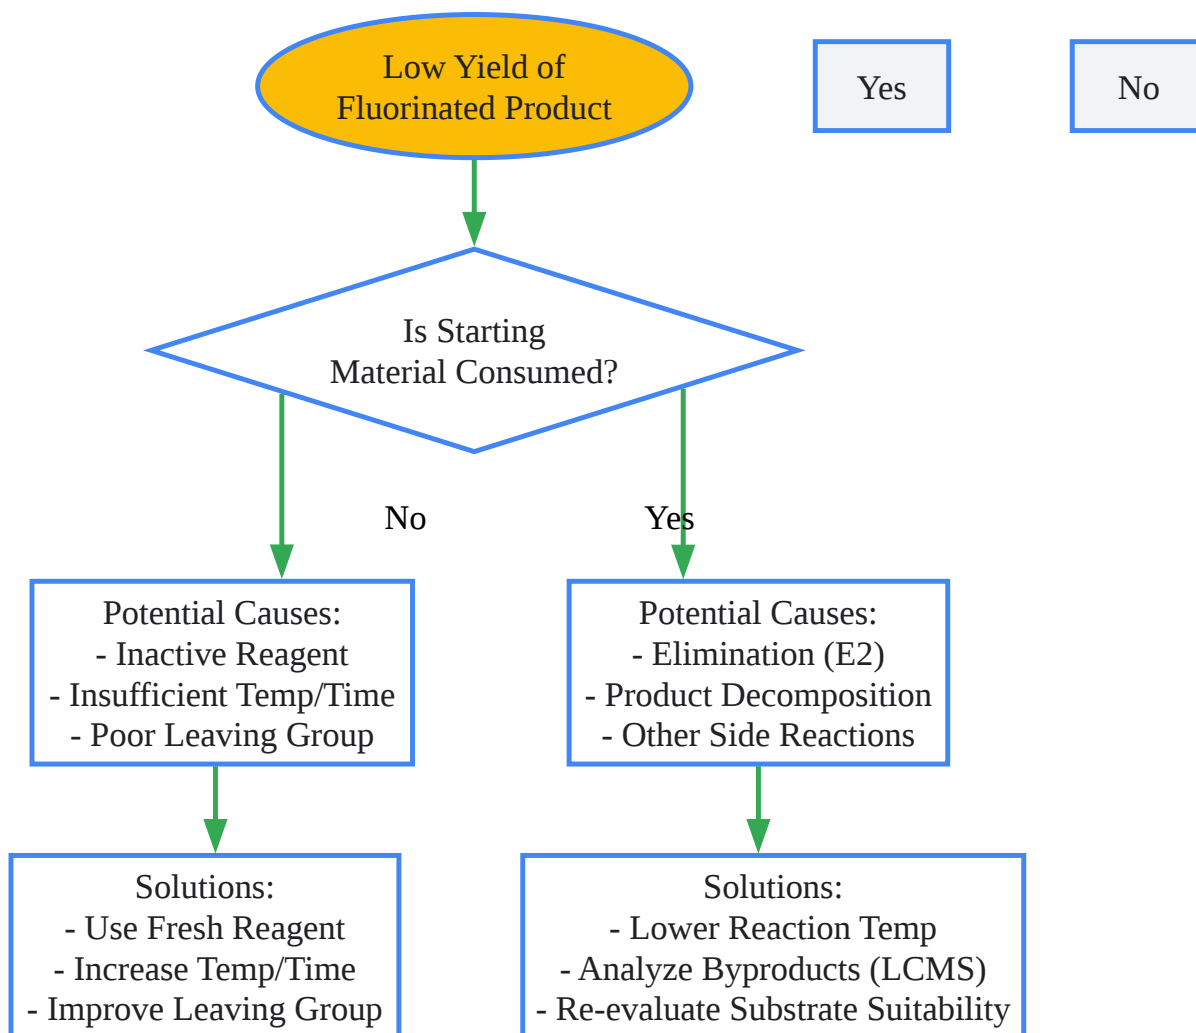 Low Yield of
Fluorinated Product
Yes
No
Is Starting
Material Consumed?
No
Yes
Potential Causes:
- Inactive Reagent
- Insufficient Temp/Time
- Poor Leaving Group
Potential Causes:
- Elimination (E2)
- Product Decomposition
- Other Side Reactions
Solutions:
- Use Fresh Reagent
- Increase Temp/Time
- Improve Leaving Group
Solutions:
- Lower Reaction Temp
- Analyze Byproducts (LCMS)
- Re-evaluate Substrate Suitability